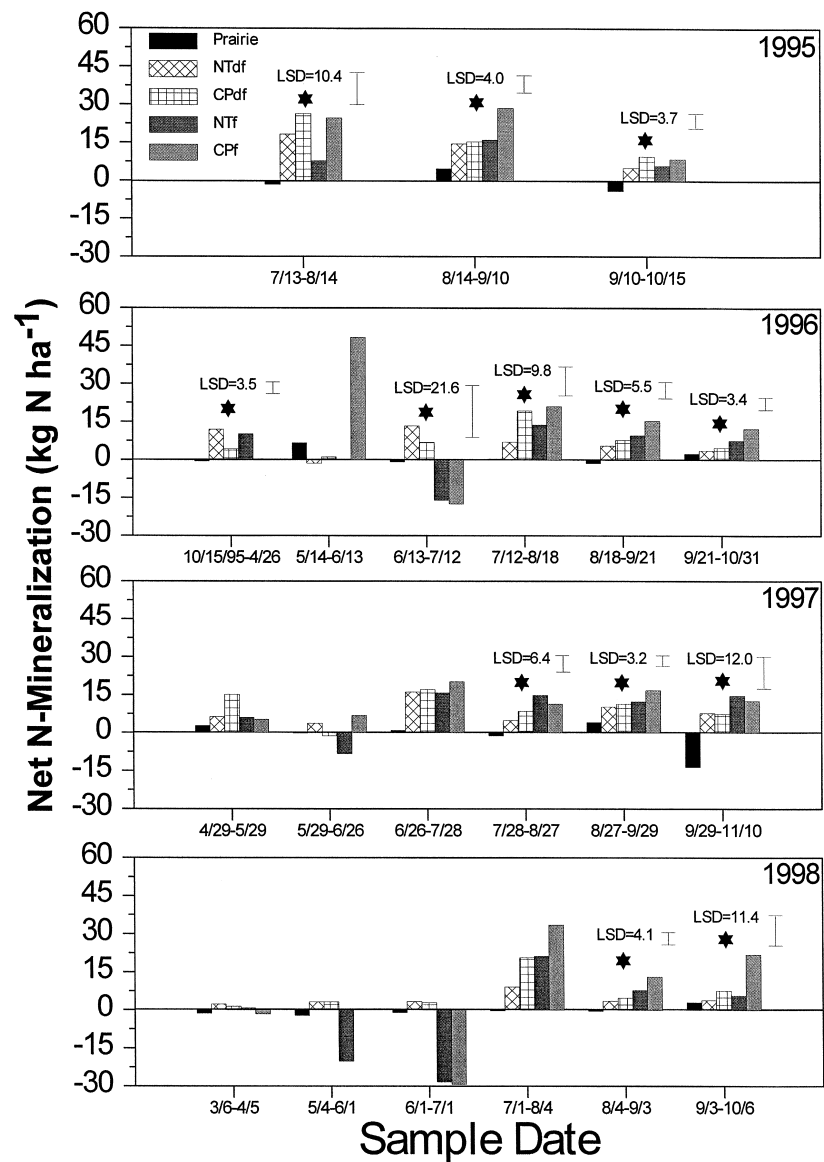 Net N-Mineralization (kg N ha⁻¹)
60
45
30
15
0
-15
-30
Prairie
NTdf
CPdf
NTf
CPf
1995
LSD=10.4
LSD=4.0
LSD=3.7
7/13-8/14
8/14-9/10
9/10-10/15
60
45
30
15
0
-15
-30
1996
LSD=3.5
LSD=21.6
LSD=9.8
LSD=5.5
LSD=3.4
10/15/95-4/26
5/14-6/13
6/13-7/12
7/12-8/18
8/18-9/21
9/21-10/31
60
45
30
15
0
-15
-30
1997
LSD=6.4
LSD=3.2
LSD=12.0
4/29-5/29
5/29-6/26
6/26-7/28
7/28-8/27
8/27-9/29
9/29-11/10
60
45
30
15
0
-15
-30
1998
LSD=4.1
LSD=11.4
3/6-4/5
5/4-6/1
6/1-7/1
7/1-8/4
8/4-9/3
9/3-10/6
Sample Date